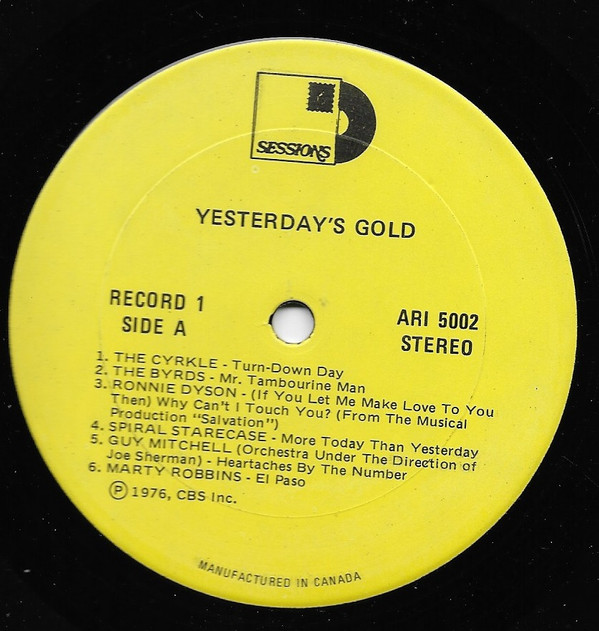 SESSIONS
YESTERDAY'S GOLD
RECORD 1
SIDE A
ARI 5002
STEREO
1. THE CYRKLE - Turn-Down Day
2. THE BYRDS - Mr. Tambourine Man
3. RONNIE DYSON - (If You Let Me Make Love To You
Then) Why Can't I Touch You? (From The Musical
Production "Salvation")
4. SPIRAL STARECASE - More Today Than Yesterday
5. GUY MITCHELL (Orchestra Under The Direction of
Joe Sherman) - Heartaches By The Number
6. MARTY ROBBINS - El Paso
Ⓟ 1976, CBS Inc.
MANUFACTURED IN CANADA